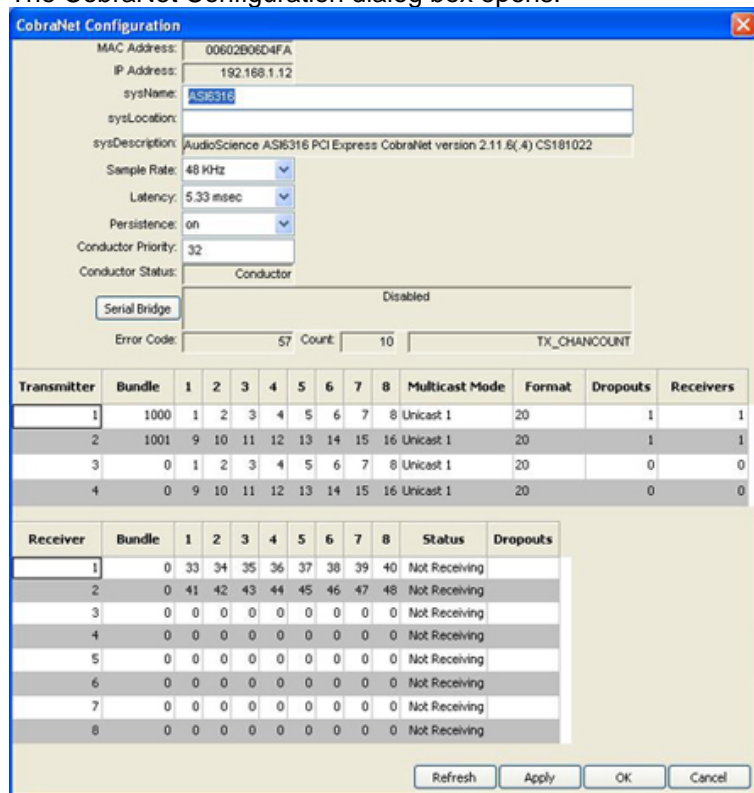 The CobraNet Configuration dialog box opens.
CobraNet Configuration
MAC Address: 00602B06D4FA
IP Address: 192.168.1.12
sysName: ASI6316
sysLocation:
sysDescription: AudioScience ASI6316 PCI Express CobraNet version 2.11.6(.4) CS181022
Sample Rate: 48 KHz
Latency: 5.33 msec
Persistence: on
Conductor Priority: 32
Conductor Status: Conductor
Serial Bridge Disabled
Error Code: 57 Count: 10 TX_CHANCOUNT
Transmitter Bundle 1 2 3 4 5 6 7 8 Multicast Mode Format Dropouts Receivers
1 1000 1 2 3 4 5 6 7 8 Unicast 1 20 1 1
2 1001 9 10 11 12 13 14 15 16 Unicast 1 20 1 1
3 0 1 2 3 4 5 6 7 8 Unicast 1 20 0 0
4 0 9 10 11 12 13 14 15 16 Unicast 1 20 0 0
Receiver Bundle 1 2 3 4 5 6 7 8 Status Dropouts
1 0 33 34 35 36 37 38 39 40 Not Receiving
2 0 41 42 43 44 45 46 47 48 Not Receiving
3 0 0 0 0 0 0 0 0 0 Not Receiving
4 0 0 0 0 0 0 0 0 0 Not Receiving
5 0 0 0 0 0 0 0 0 0 Not Receiving
6 0 0 0 0 0 0 0 0 0 Not Receiving
7 0 0 0 0 0 0 0 0 0 Not Receiving
8 0 0 0 0 0 0 0 0 0 Not Receiving
Refresh Apply OK Cancel